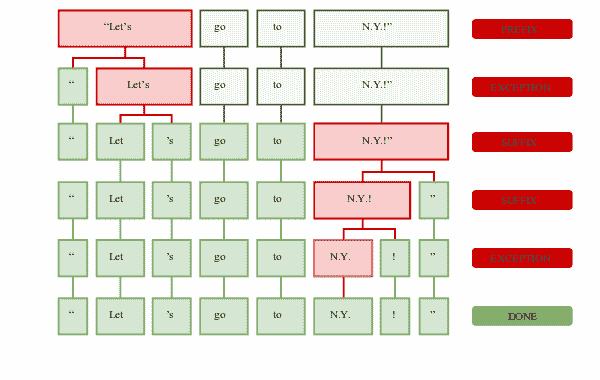 “Let’s go to N.Y.!” PREFIX
“ Let’s go to N.Y.!” EXCEPTION
“ Let ’s go to N.Y.!” SUFFIX
“ Let ’s go to N.Y.! ” SUFFIX
“ Let ’s go to N.Y. ! ” EXCEPTION
“ Let ’s go to N.Y. ! ” DONE